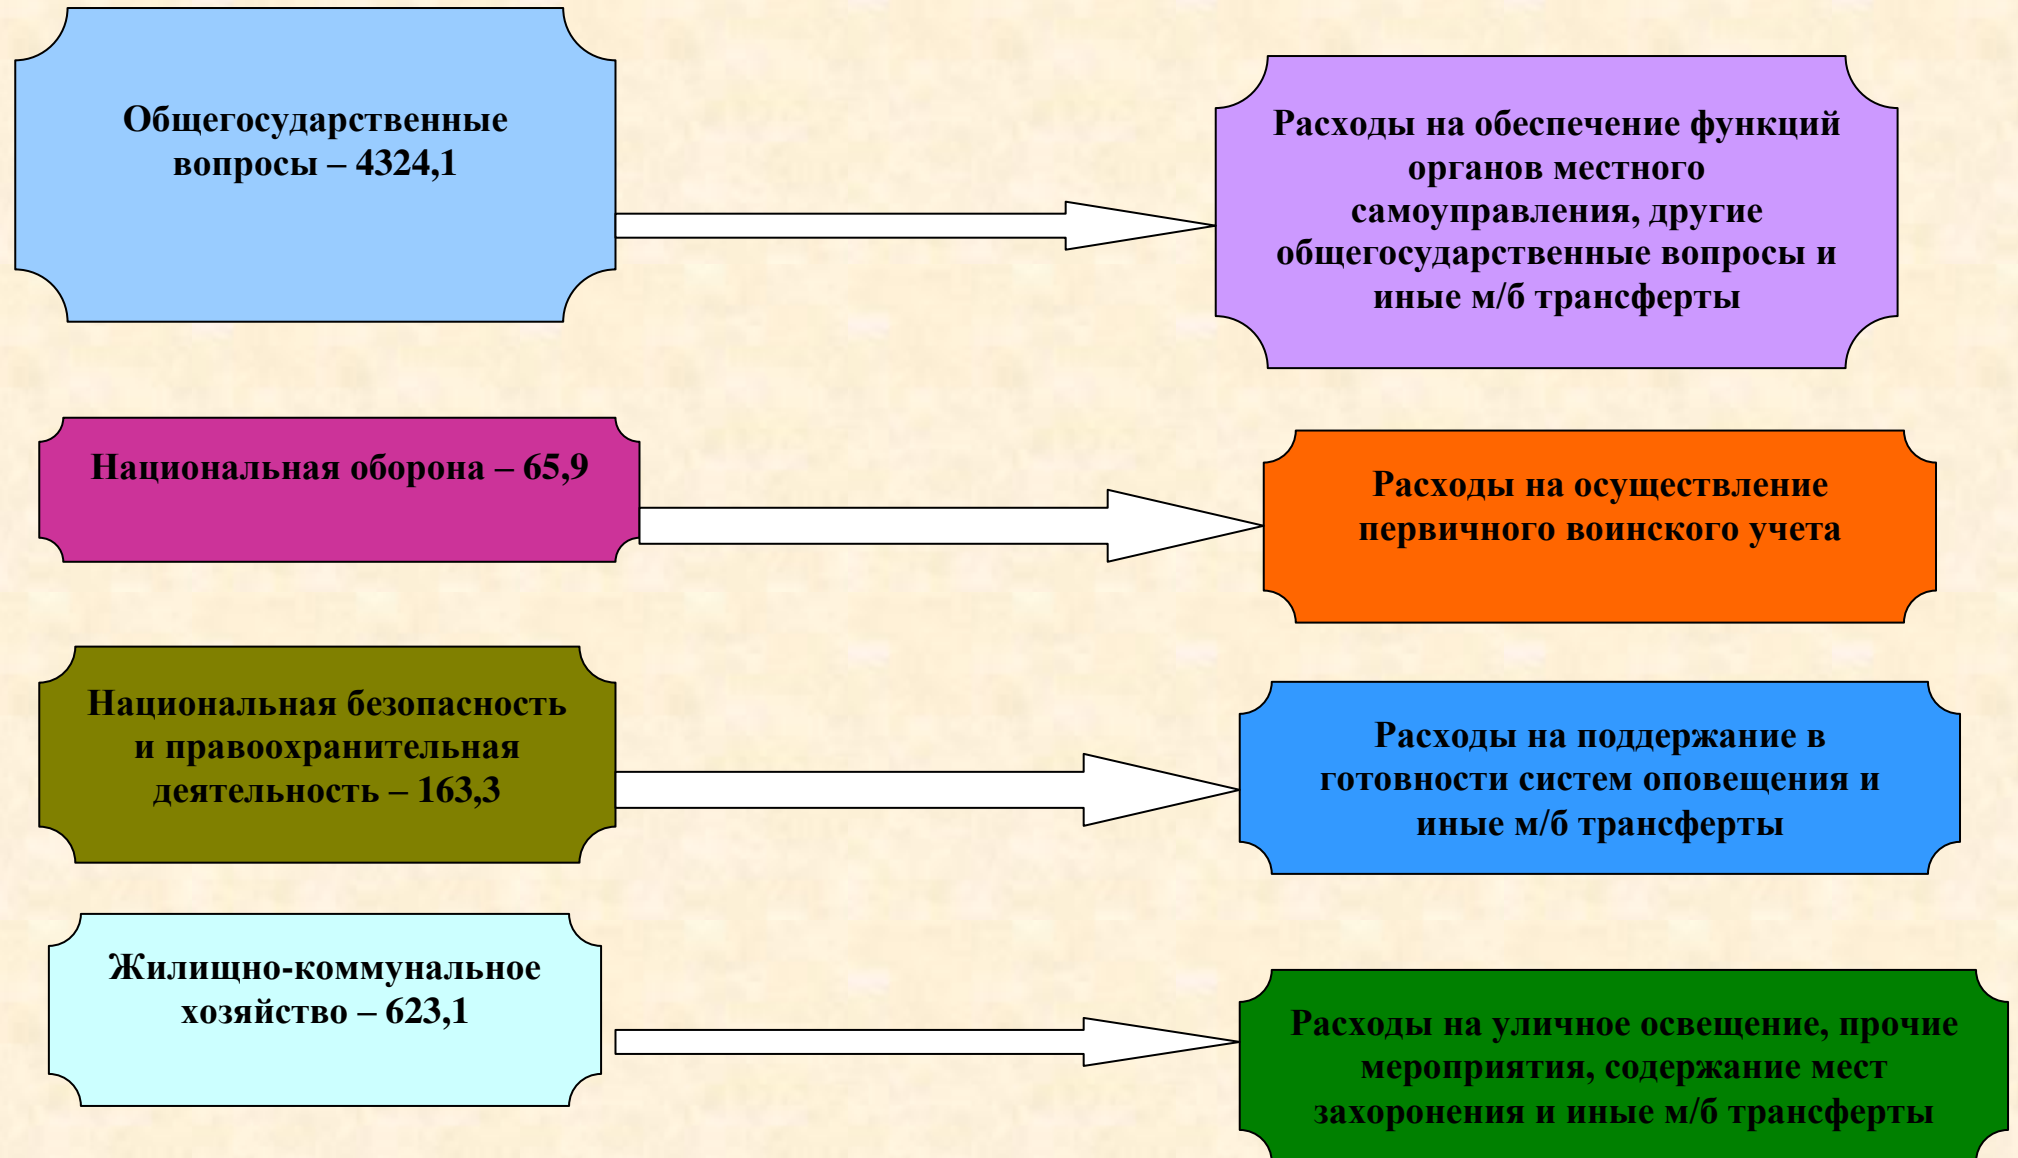 Общегосударственные
вопросы – 4324,1
Расходы на обеспечение функций
органов местного
самоуправления, другие
общегосударственные вопросы и
иные м/б трансферты
Национальная оборона – 65,9
Расходы на осуществление
первичного воинского учета
Национальная безопасность
и правоохранительная
деятельность – 163,3
Расходы на поддержание в
готовности систем оповещения и
иные м/б трансферты
Жилищно-коммунальное
хозяйство – 623,1
Расходы на уличное освещение, прочие
мероприятия, содержание мест
захоронения и иные м/б трансферты